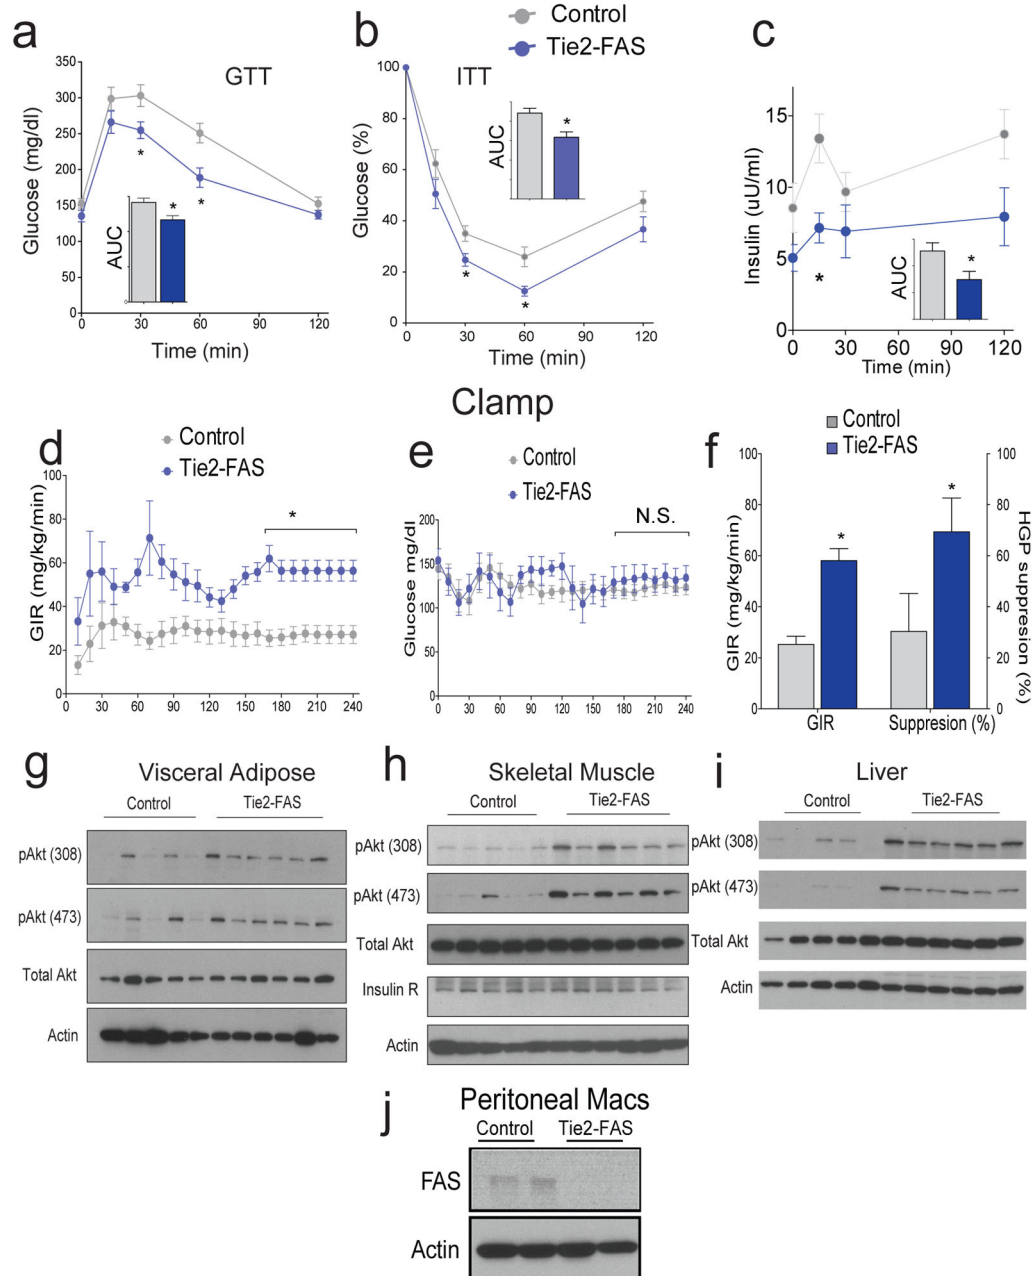 a
b
c
Control
Tie2-FAS
GTT
Glucose (mg/dl)
350
300
250
200
150
100
50
0
*
*
AUC
*
0
30
60
90
120
Time (min)
ITT
Glucose (%)
100
80
60
40
20
0
*
*
AUC
*
0
30
60
90
120
Time (min)
Insulin (uU/ml)
15
10
5
0
*
AUC
*
0
30
60
120
Time (min)
Clamp
d
Control
Tie2-FAS
GIR (mg/kg/min)
100
80
60
40
20
0
*
0 30 60 90 120 150 180 210 240
e
Control
Tie2-FAS
Glucose mg/dl
200
150
100
50
0
N.S.
0 30 60 90 120 150 180 210 240
f
Control
Tie2-FAS
GIR (mg/kg/min)
100
80
60
40
20
0
*
*
100
80
60
40
20
0
HGP suppresion (%)
GIR
Suppresion (%)
g
Visceral Adipose
Control
Tie2-FAS
pAkt (308)
pAkt (473)
Total Akt
Actin
h
Skeletal Muscle
Control
Tie2-FAS
pAkt (308)
pAkt (473)
Total Akt
Insulin R
Actin
i
Liver
Control
Tie2-FAS
pAkt (308)
pAkt (473)
Total Akt
Actin
j
Peritoneal Macs
Control
Tie2-FAS
FAS
Actin